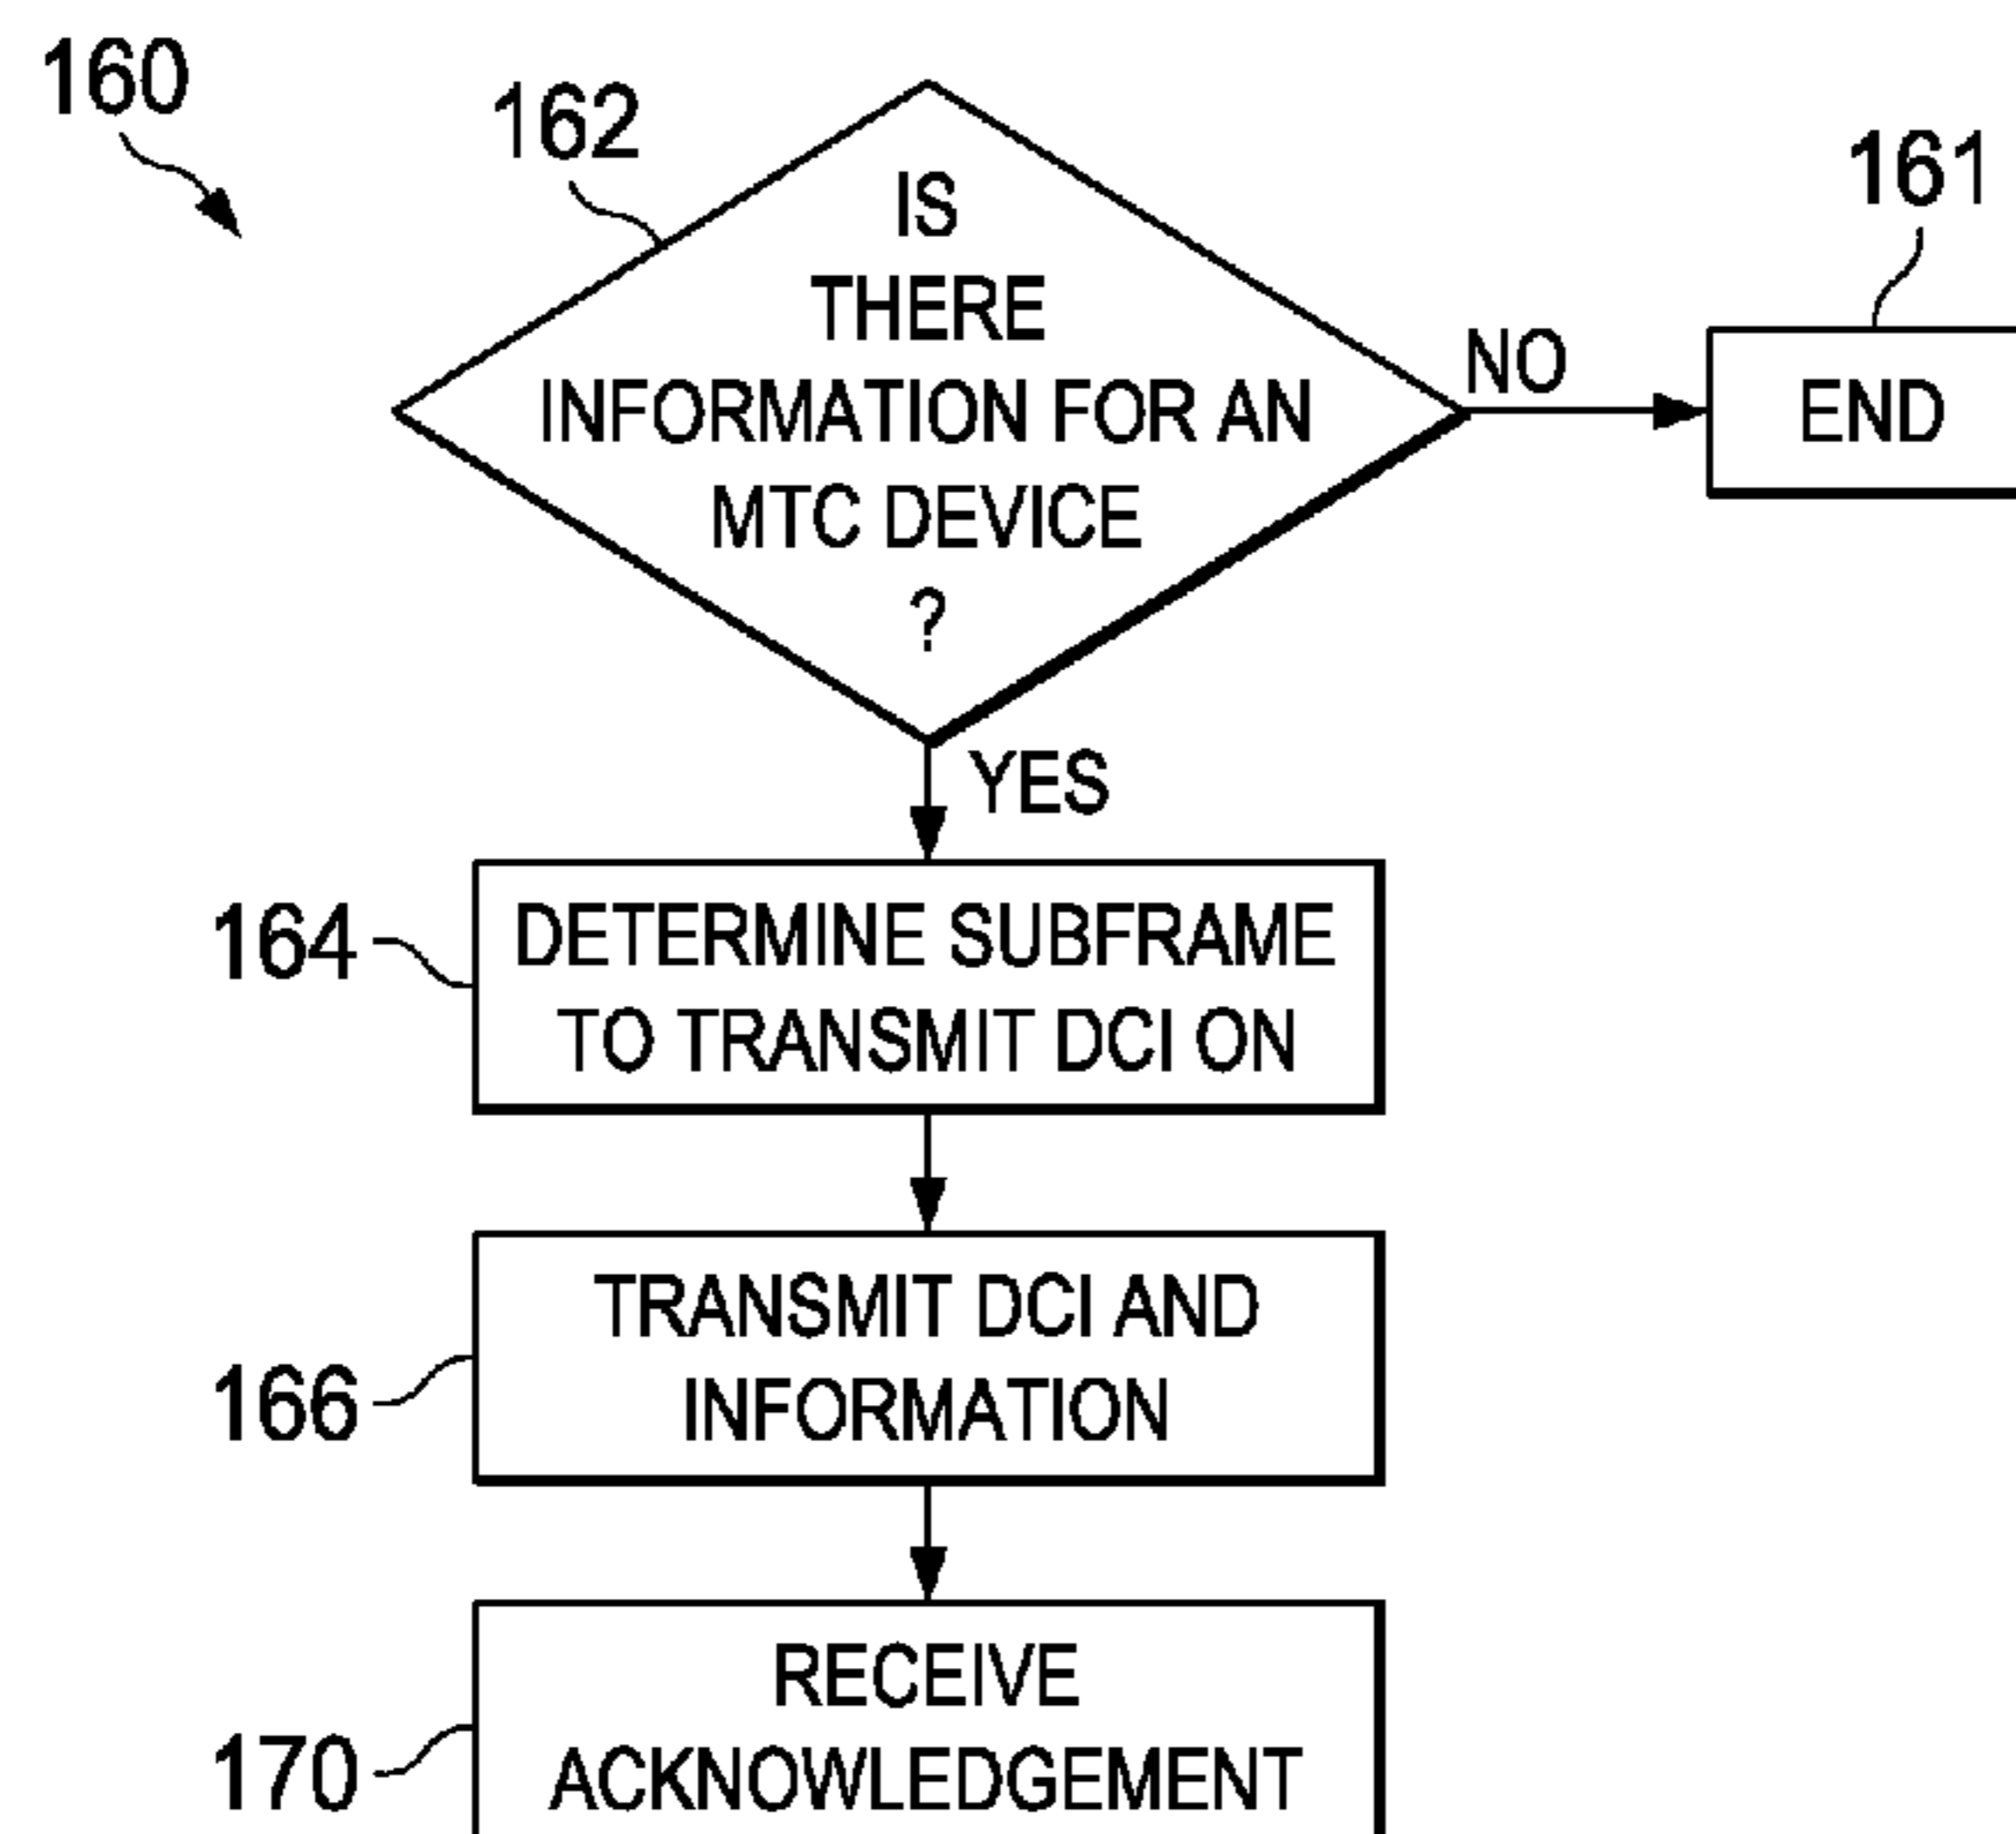 160
162
161
IS
THERE
INFORMATION FOR AN
MTC DEVICE
?
NO
END
YES
164
DETERMINE SUBFRAME
TO TRANSMIT DCI ON
TRANSMIT DCI AND
INFORMATION
166
RECEIVE
ACKNOWLEDGEMENT
170